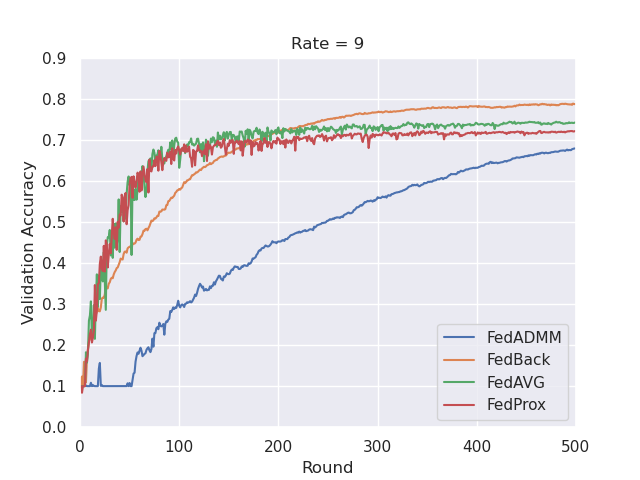 Rate = 9
Validation Accuracy
0.9
0.8
0.7
0.6
0.5
0.4
0.3
0.2
0.1
0.0
0 100 200 300 400 500
Round
FedADMM
FedBack
FedAVG
FedProx